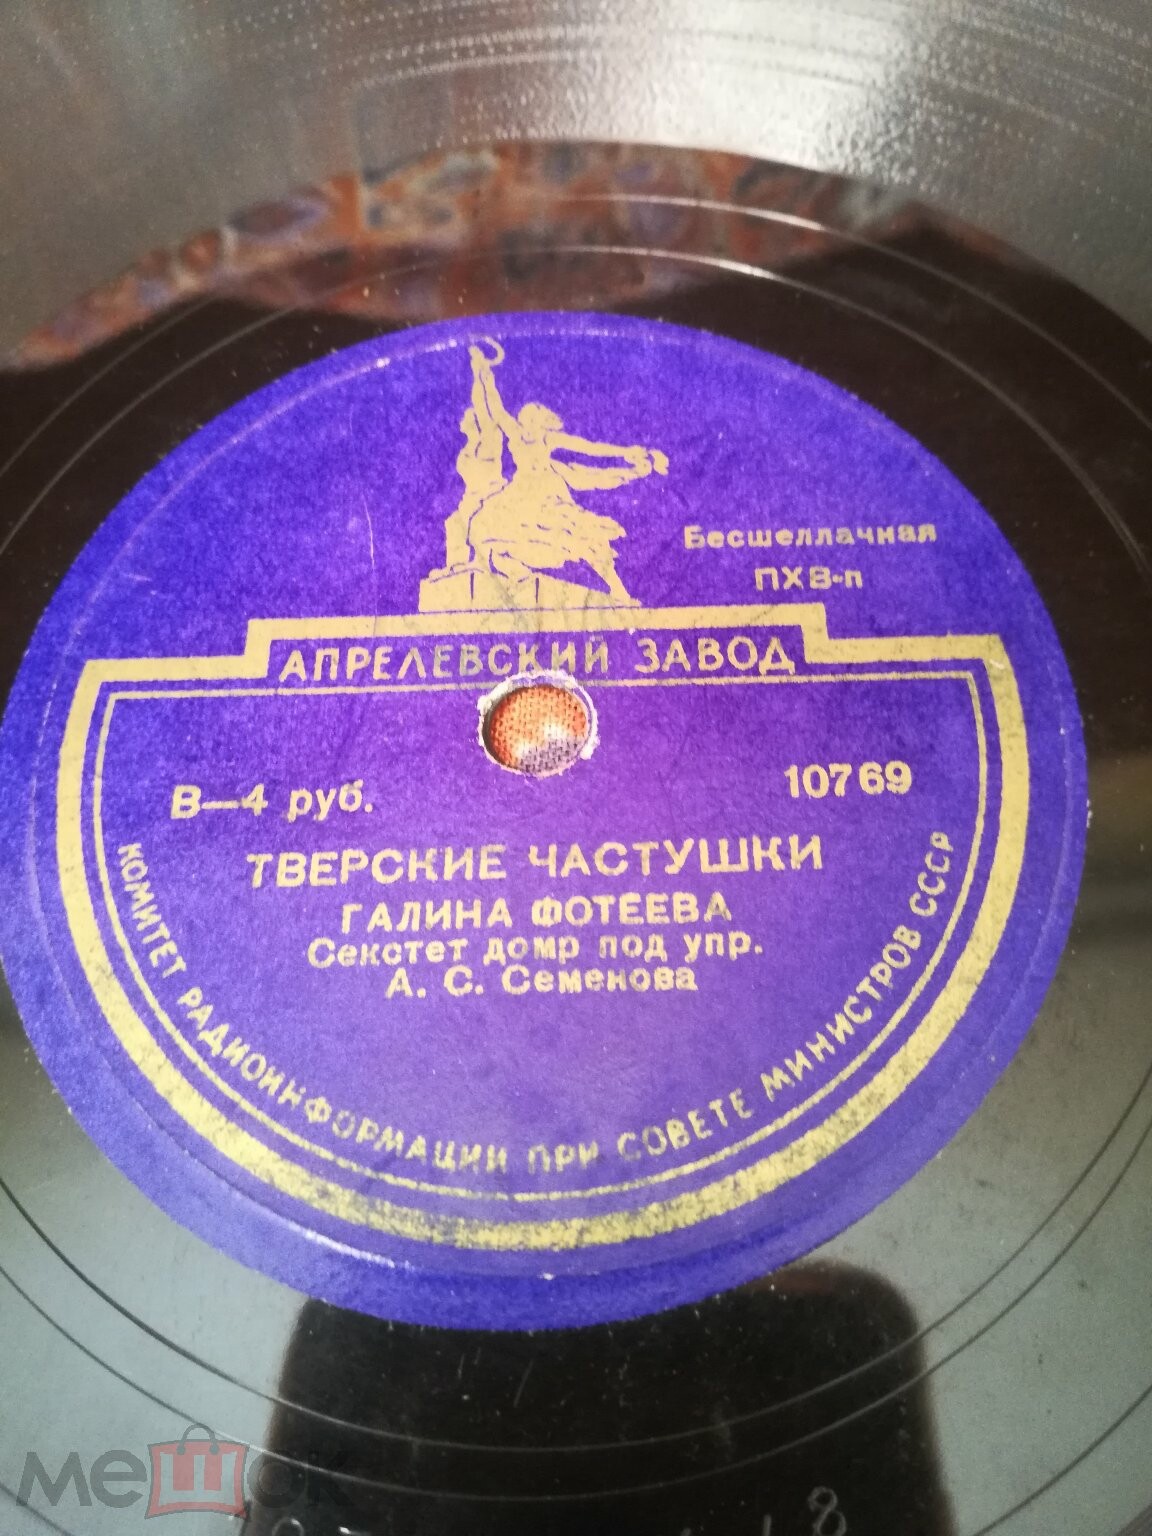 Бесшеллачная
ПХВ-п
АПРЕЛЕВСКИЙ ЗАВОД
В—4 руб.
10769
ТВЕРСКИЕ ЧАСТУШКИ
ГАЛИНА ФОТЕЕВА
Секстет домр под упр.
А. С. Семенова
КОМИТЕТ РАДИОИНФОРМАЦИИ ПРИ СОВЕТЕ МИНИСТРОВ СССР
мешок